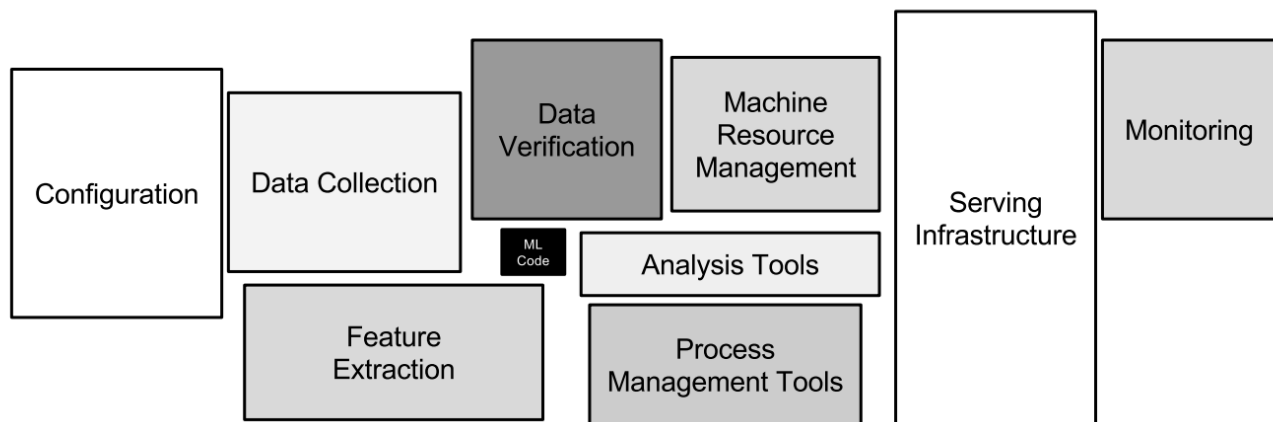 Configuration
Data Collection
Data
Verification
Machine
Resource
Management
Serving
Infrastructure
Monitoring
ML
Code
Analysis Tools
Feature
Extraction
Process
Management Tools